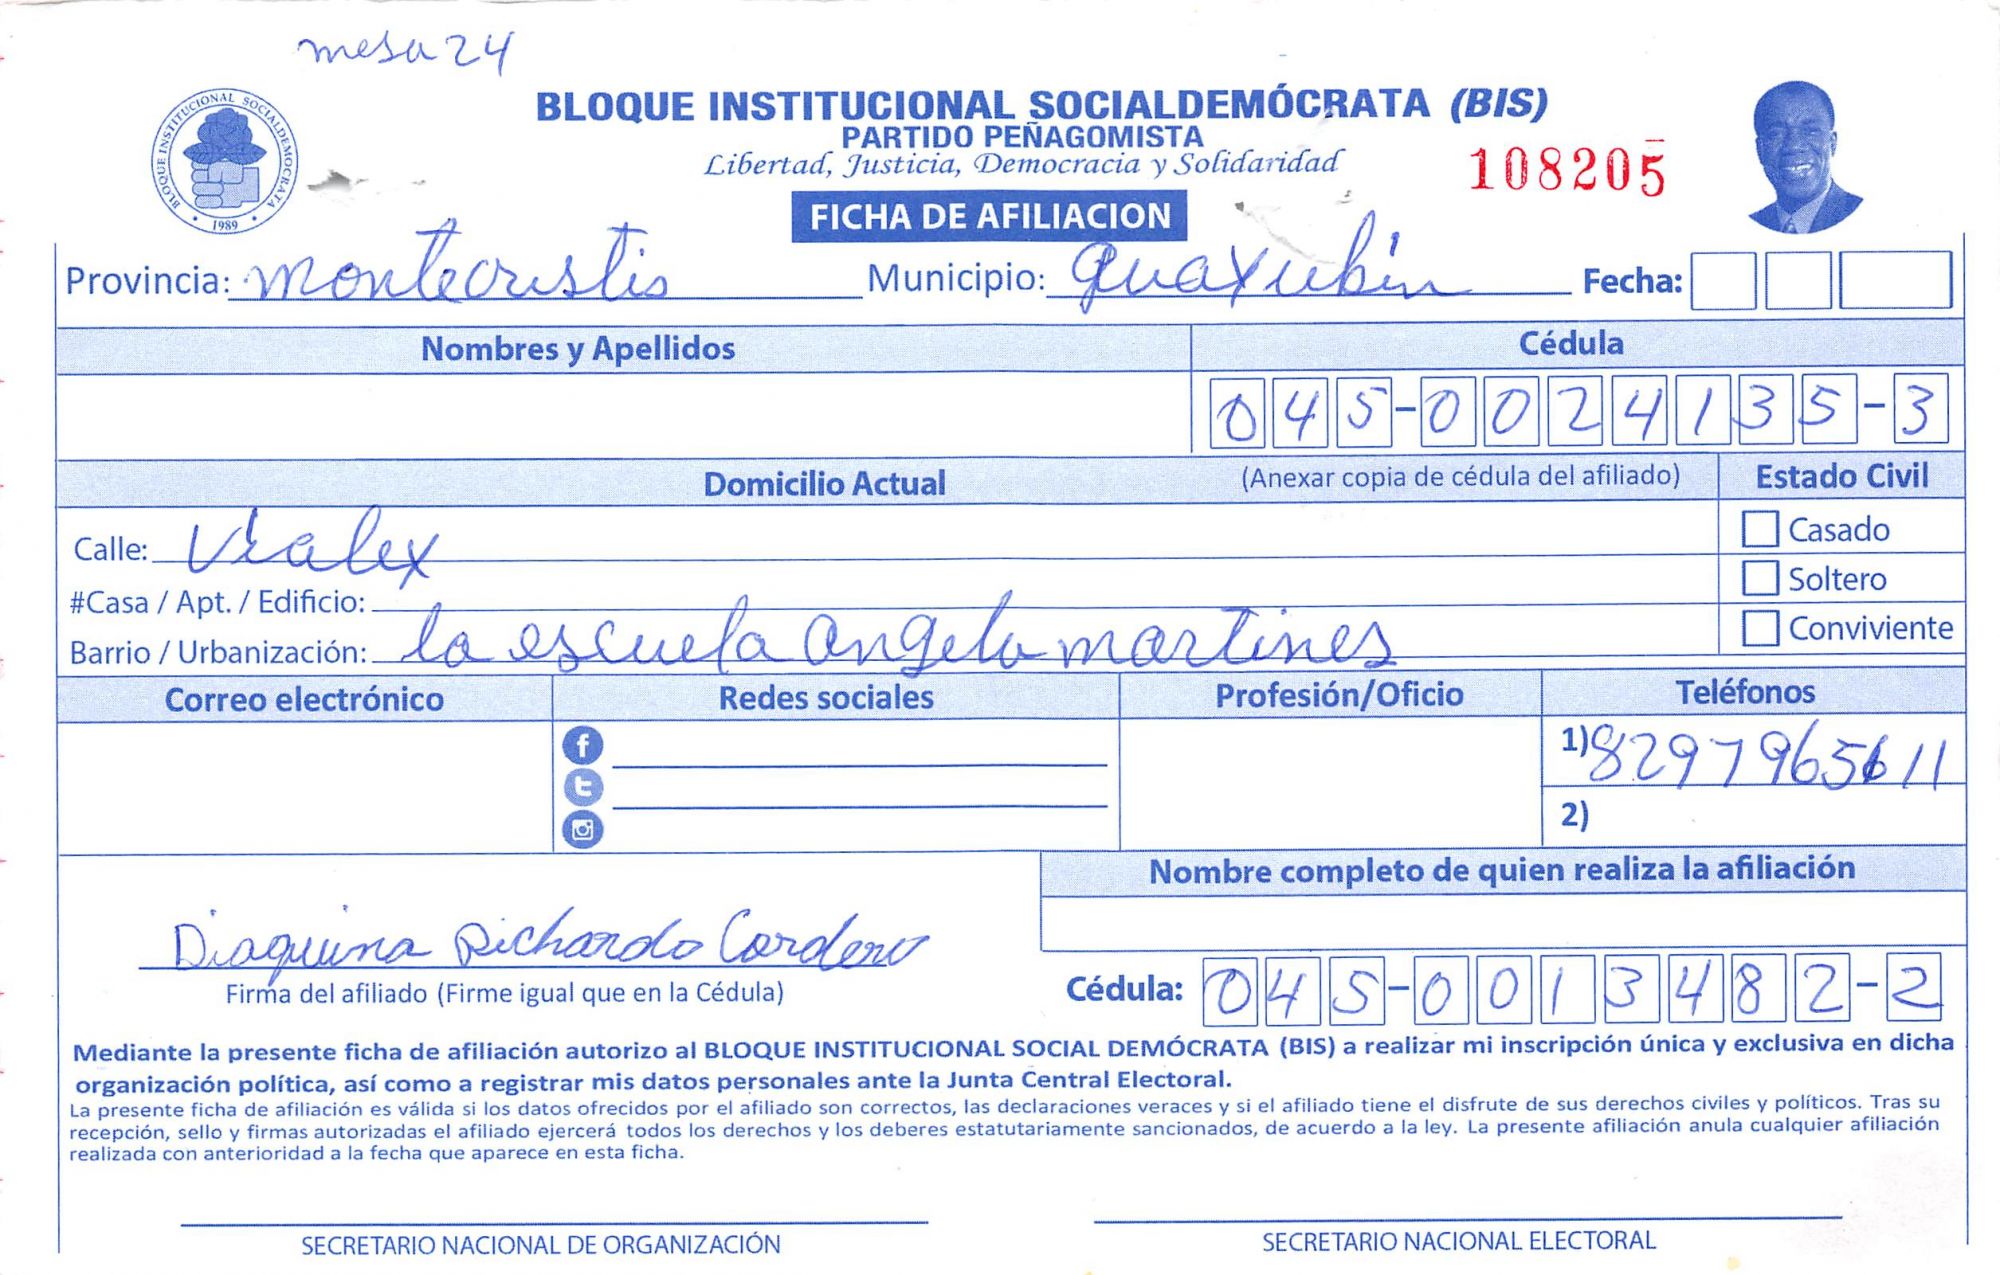 mesa 24
BLOQUE INSTITUCIONAL SOCIALDEMOCRATA
1989
BLOQUE INSTITUCIONAL SOCIALDEMÓCRATA (BIS)
PARTIDO PEÑAGOMISTA
Libertad, Justicia, Democracia y Solidaridad
108205
FICHA DE AFILIACION
Provincia: montecristis Municipio: guaxubin Fecha:
Nombres y Apellidos Cédula
045-0024135-3
Domicilio Actual (Anexar copia de cédula del afiliado) Estado Civil
Calle: Vialex
Casado
#Casa / Apt. / Edificio:
Soltero
Barrio / Urbanización: la escuela angela martines
Conviviente
Correo electrónico Redes sociales Profesión/Oficio Teléfonos
1) 8297965611
2)
Nombre completo de quien realiza la afiliación
Diaquina Pichardo Cordero
Firma del afiliado (Firme igual que en la Cédula)
Cédula: 045-0013482-2
Mediante la presente ficha de afiliación autorizo al BLOQUE INSTITUCIONAL SOCIAL DEMÓCRATA (BIS) a realizar mi inscripción única y exclusiva en dicha
organización política, así como a registrar mis datos personales ante la Junta Central Electoral.
La presente ficha de afiliación es válida si los datos ofrecidos por el afiliado son correctos, las declaraciones veraces y si el afiliado tiene el disfrute de sus derechos civiles y políticos. Tras su
recepción, sello y firmas autorizadas el afiliado ejercerá todos los derechos y los deberes estatutariamente sancionados, de acuerdo a la ley. La presente afiliación anula cualquier afiliación
realizada con anterioridad a la fecha que aparece en esta ficha.
SECRETARIO NACIONAL DE ORGANIZACIÓN SECRETARIO NACIONAL ELECTORAL